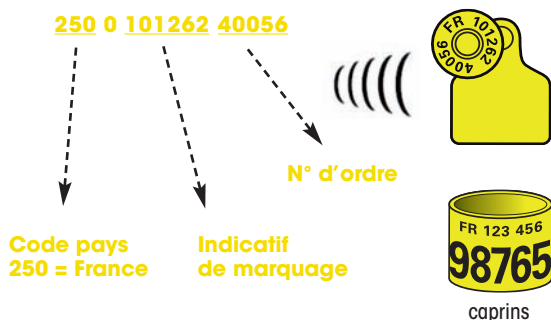 250 0 101262 40056
FR 101262
40056
N° d'ordre
Code pays
250 = France
Indicatif
de marquage
FR 123 456
98765
caprins